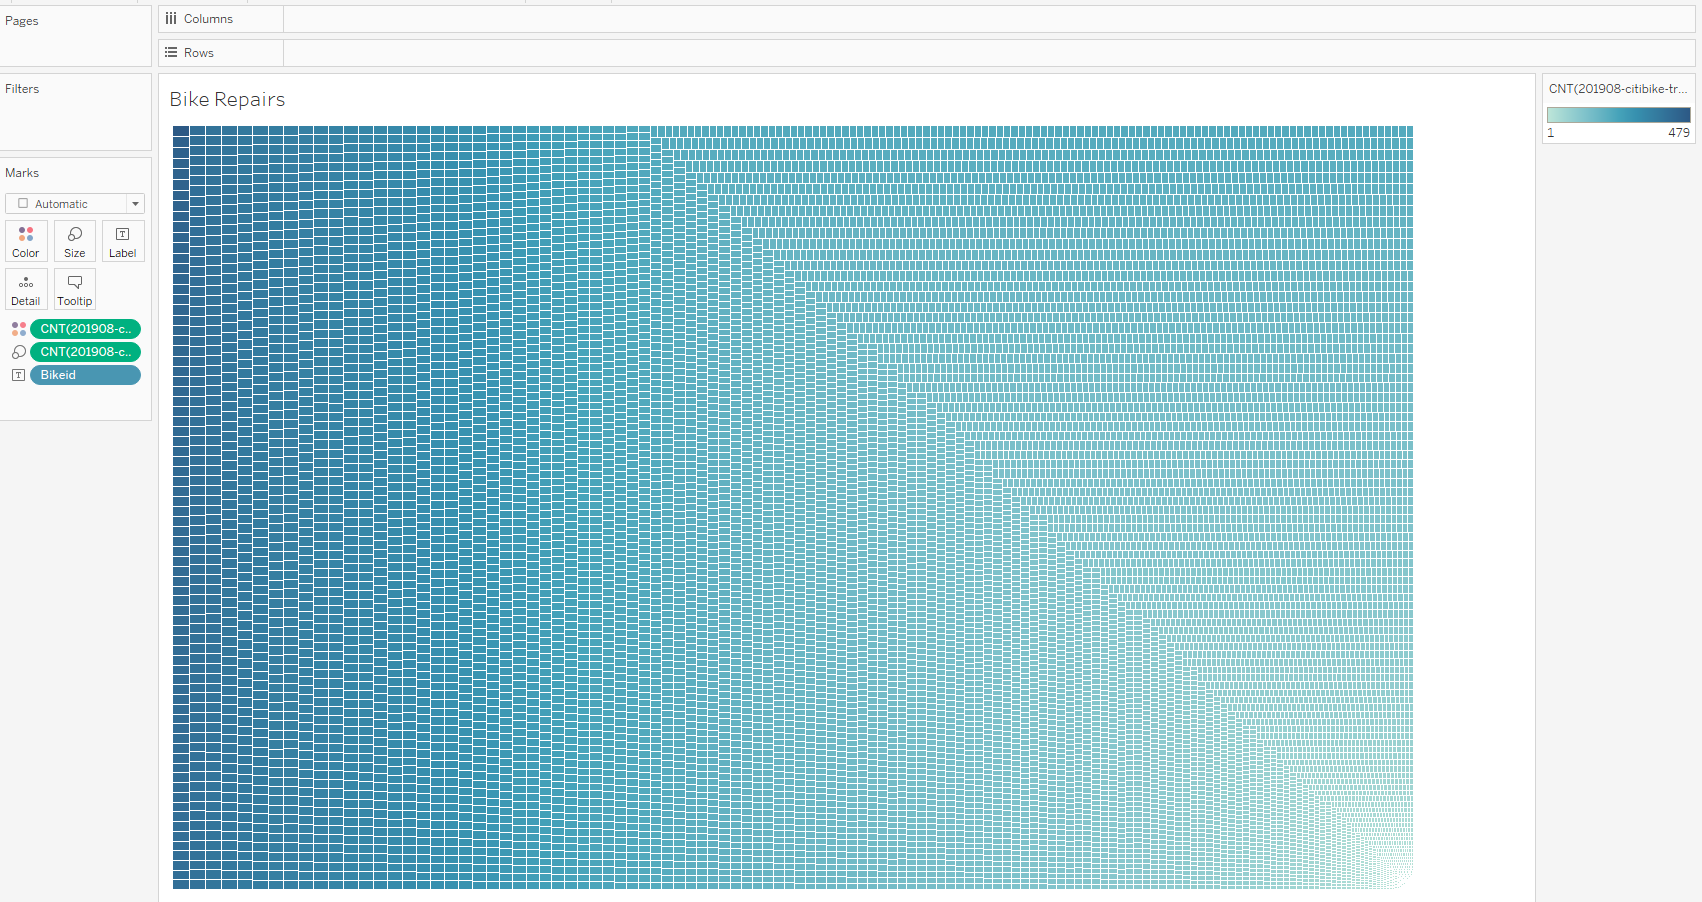 Pages
Columns
Rows
Filters
Bike Repairs
CNT(201908-citibike-tr...
1 479
Marks
Automatic
Color Size Label
Detail Tooltip
CNT(201908-c..
CNT(201908-c..
Bikeid